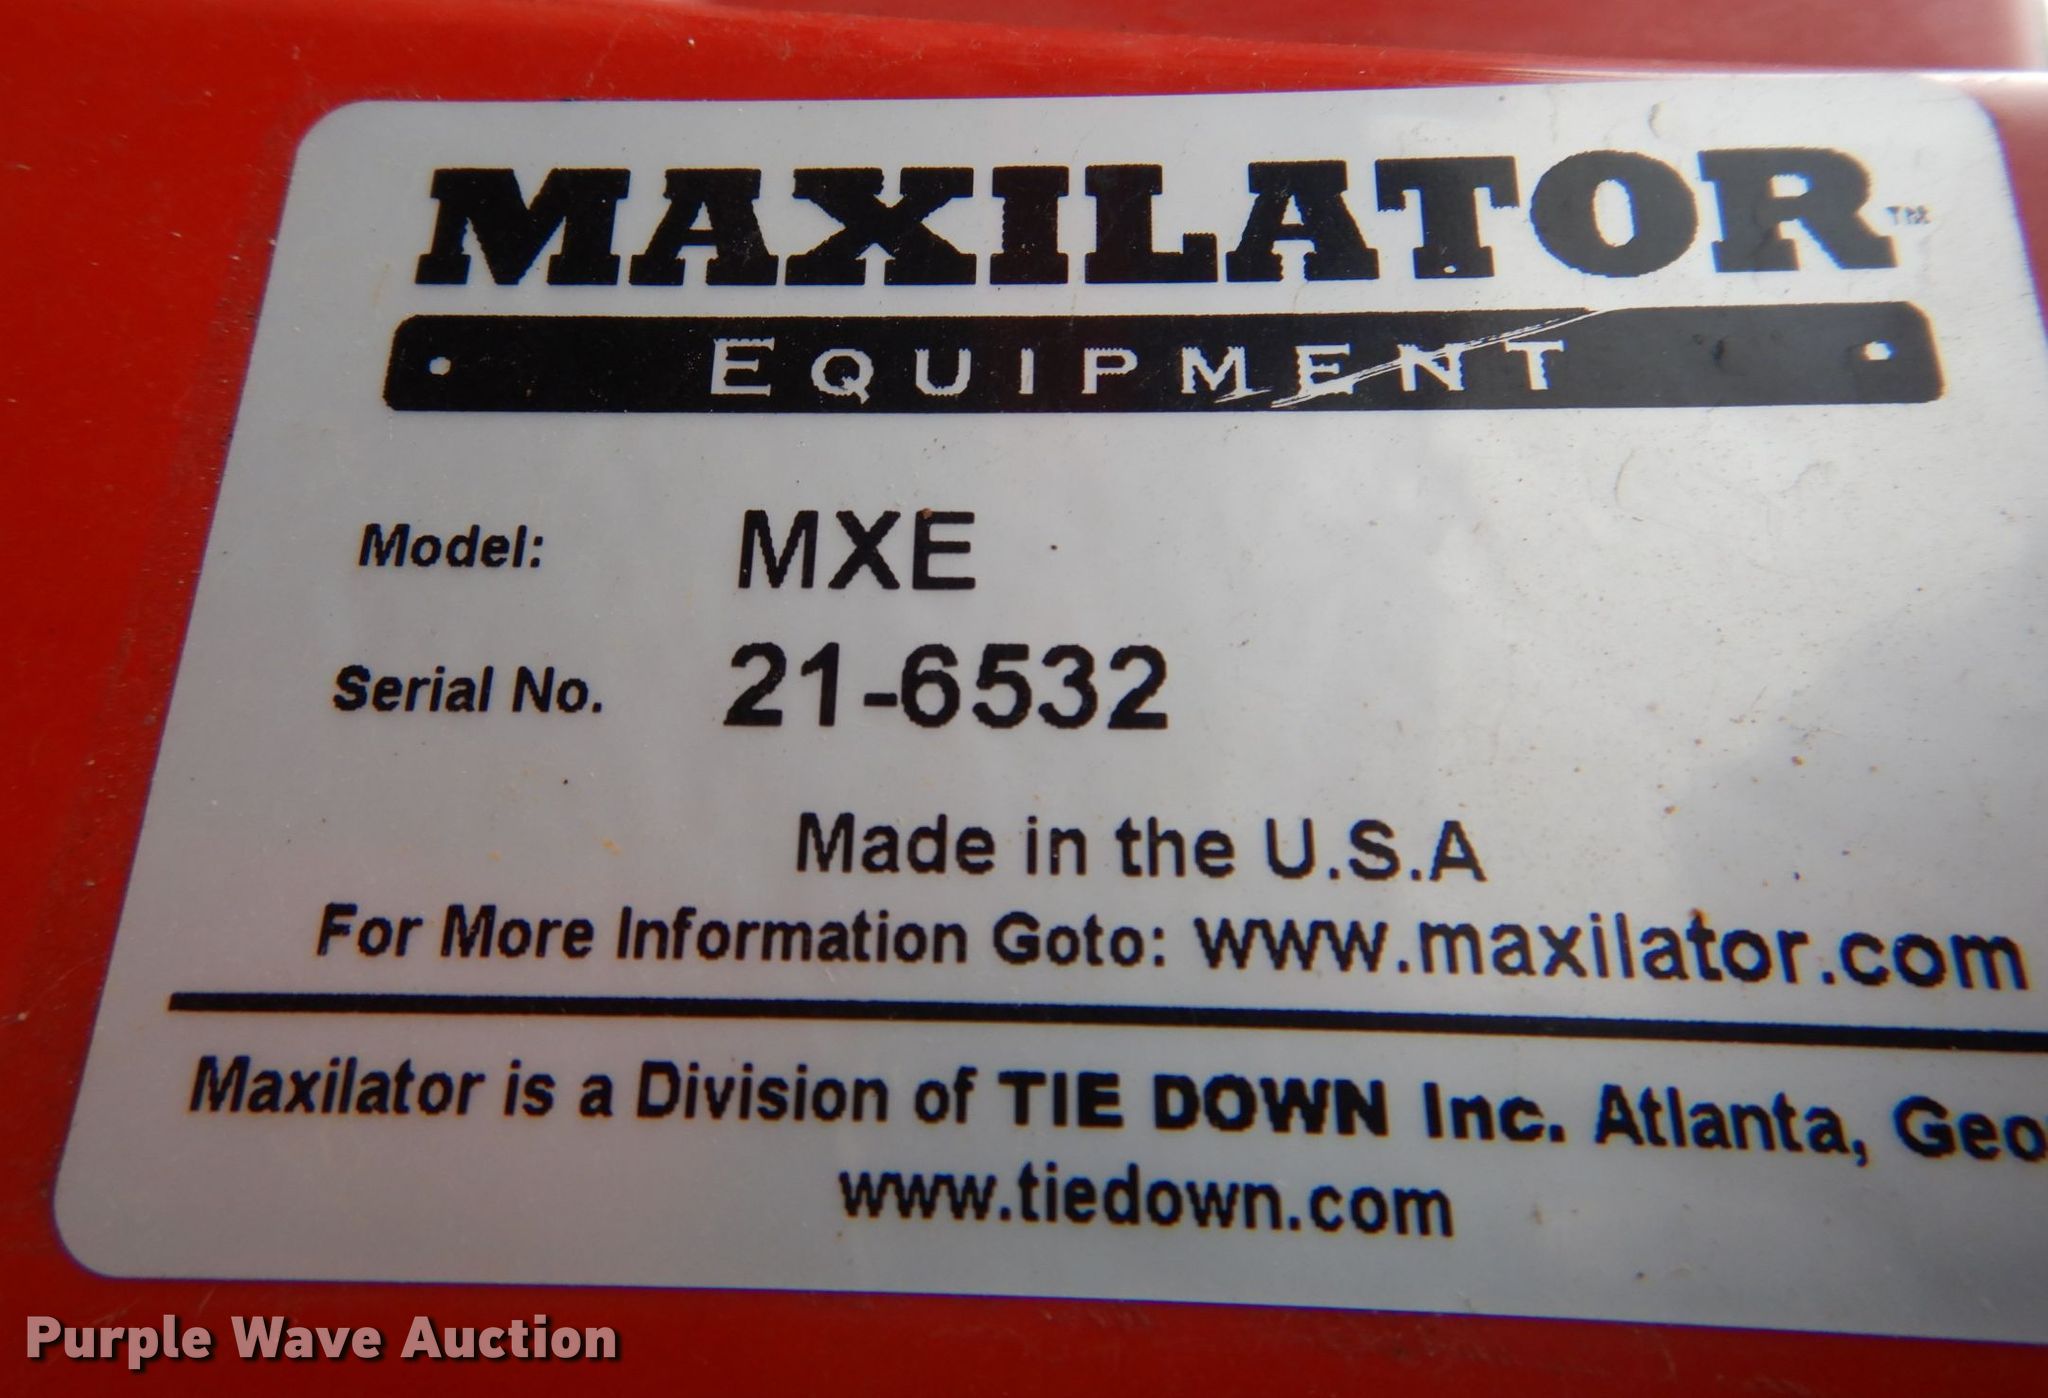 MAXILATOR™
EQUIPMENT
Model: MXE
Serial No. 21-6532
Made in the U.S.A
For More Information Goto: www.maxilator.com
Maxilator is a Division of TIE DOWN Inc. Atlanta, Geo
www.tiedown.com
Purple Wave Auction